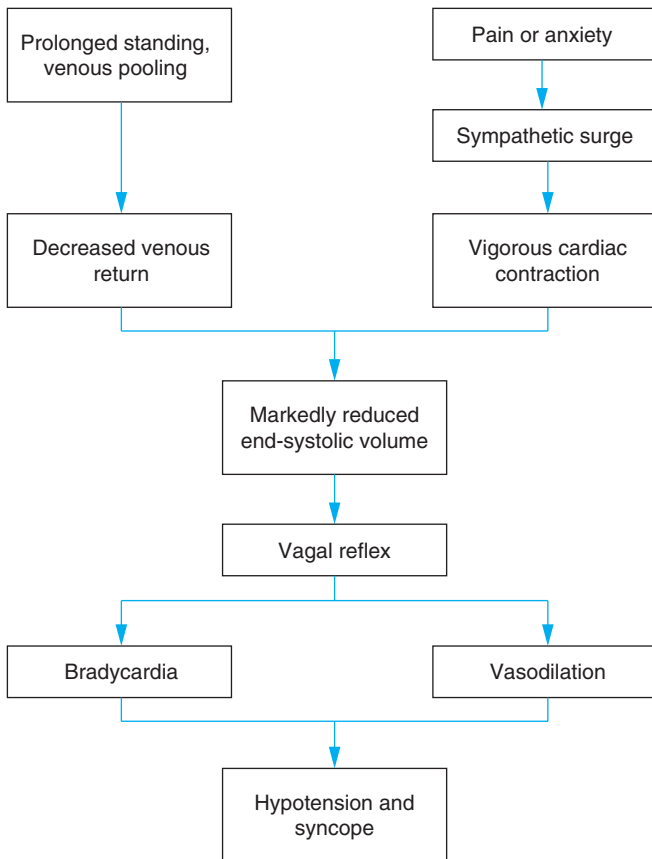 Prolonged standing,
venous pooling
Pain or anxiety
Sympathetic surge
Decreased venous
return
Vigorous cardiac
contraction
Markedly reduced
end-systolic volume
Vagal reflex
Bradycardia
Vasodilation
Hypotension and
syncope